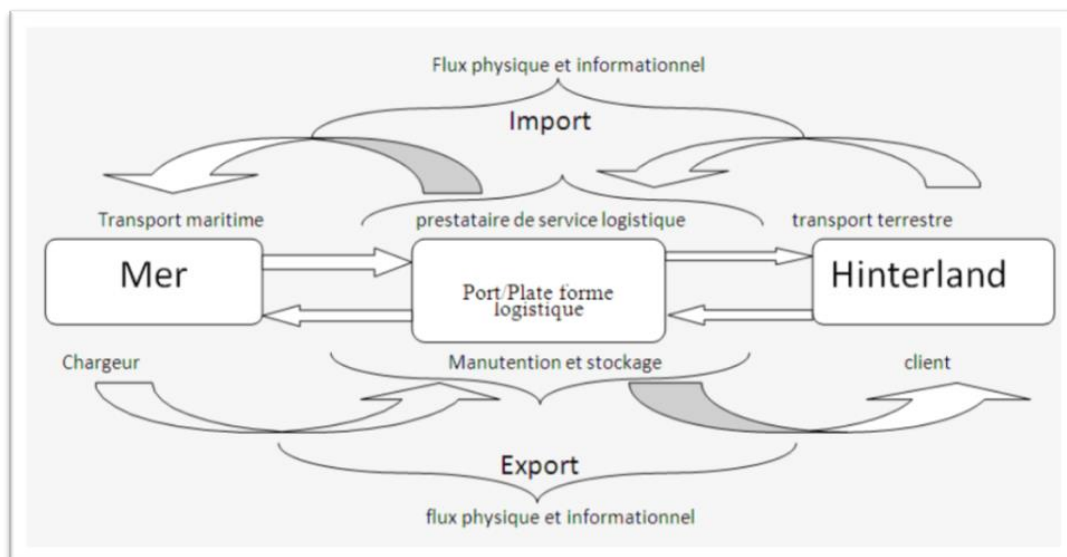 Flux physique et informationnel
Import
Transport maritime
prestataire de service logistique
transport terrestre
Mer
Port/Plate forme
logistique
Hinterland
Chargeur
Manutention et stockage
client
Export
flux physique et informationnel